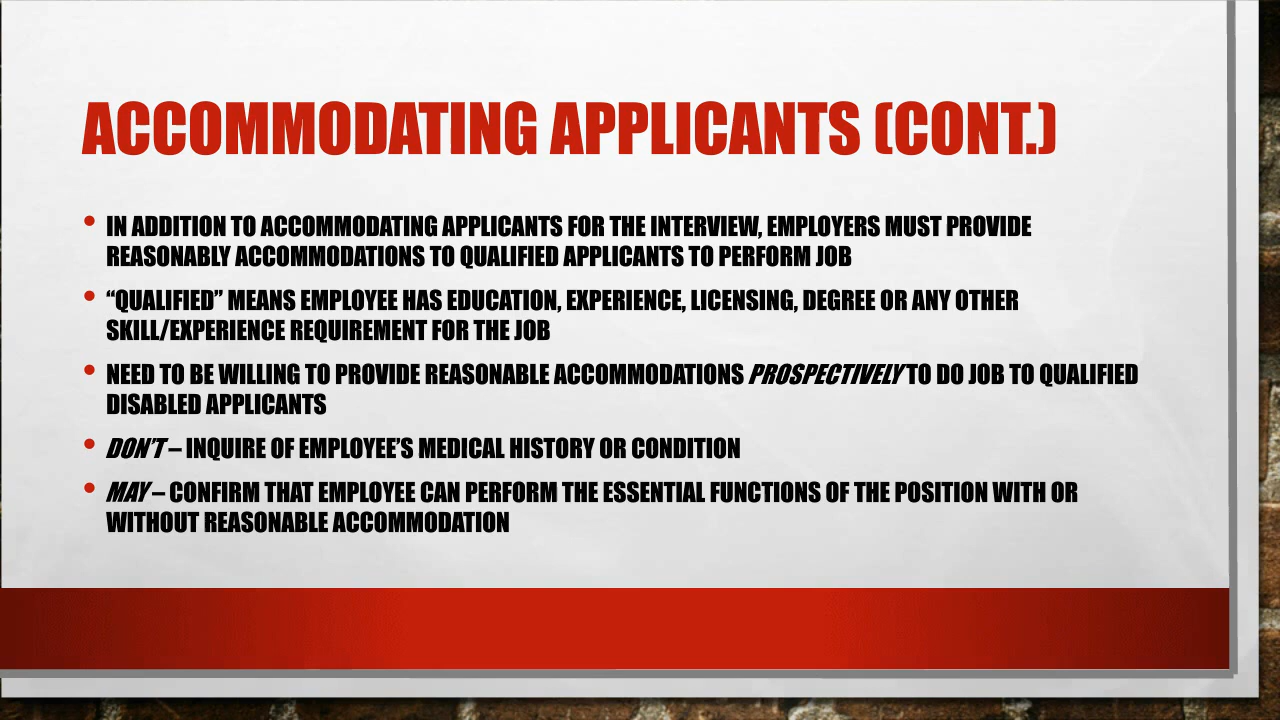 ACCOMMODATING APPLICANTS (CONT.)
• IN ADDITION TO ACCOMMODATING APPLICANTS FOR THE INTERVIEW, EMPLOYERS MUST PROVIDE
REASONABLY ACCOMMODATIONS TO QUALIFIED APPLICANTS TO PERFORM JOB
• “QUALIFIED” MEANS EMPLOYEE HAS EDUCATION, EXPERIENCE, LICENSING, DEGREE OR ANY OTHER
SKILL/EXPERIENCE REQUIREMENT FOR THE JOB
• NEED TO BE WILLING TO PROVIDE REASONABLE ACCOMMODATIONS PROSPECTIVELY TO DO JOB TO QUALIFIED
DISABLED APPLICANTS
• DON’T – INQUIRE OF EMPLOYEE’S MEDICAL HISTORY OR CONDITION
• MAY – CONFIRM THAT EMPLOYEE CAN PERFORM THE ESSENTIAL FUNCTIONS OF THE POSITION WITH OR
WITHOUT REASONABLE ACCOMMODATION